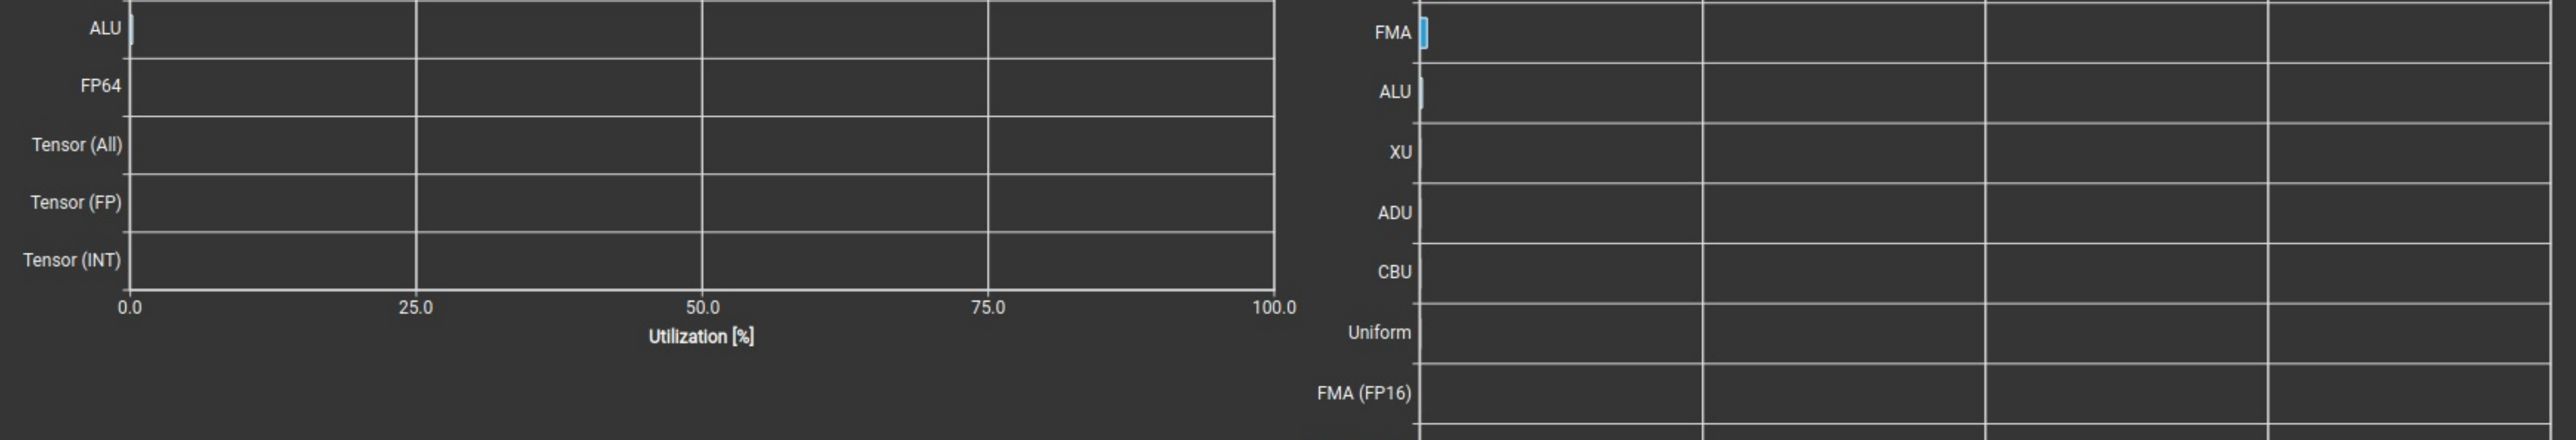 ALU
FP64
Tensor (All)
Tensor (FP)
Tensor (INT)
0.0 25.0 50.0 75.0 100.0
Utilization [%]
FMA
ALU
XU
ADU
CBU
Uniform
FMA (FP16)